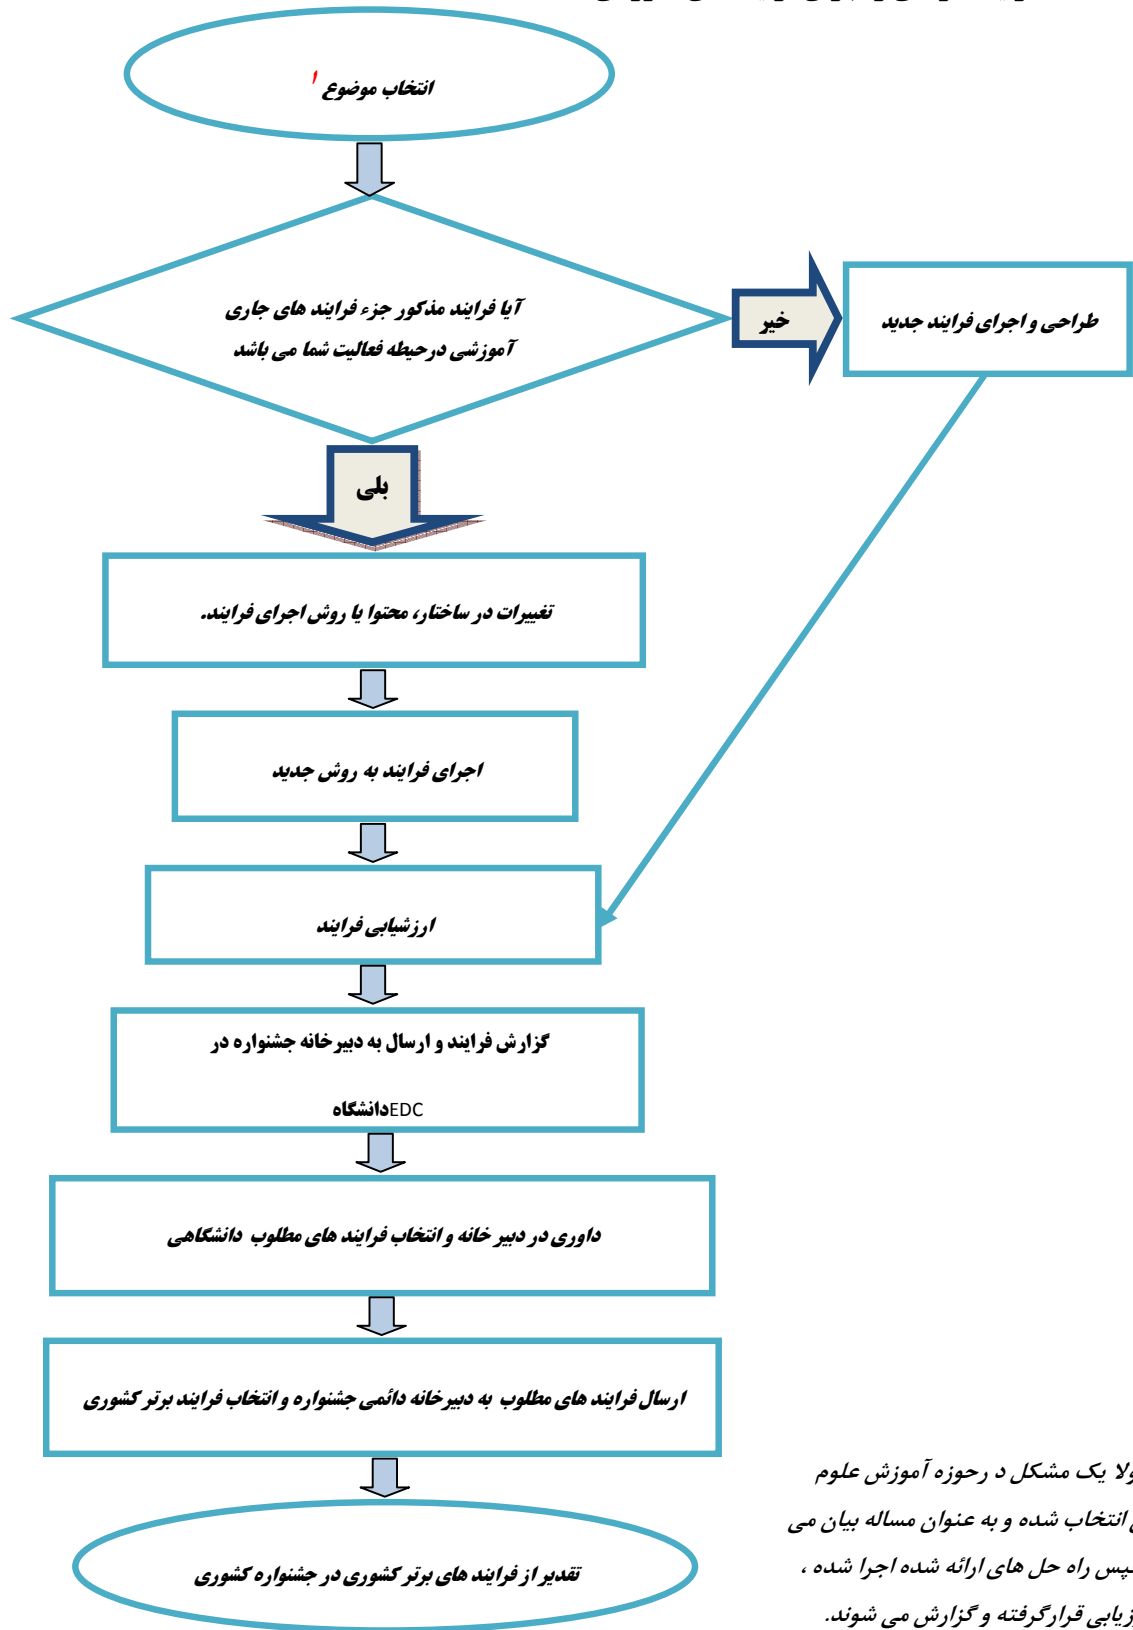 انتخاب موضوع ۱
آیا فرایند مذکور جزء فرایند های جاری
آموزشی درحیطه فعالیت شما می باشد
خیر
طراحی و اجرای فرایند جدید
بلی
تغییرات در ساختار، محتوا یا روش اجرای فرایند.
اجرای فرایند به روش جدید
ارزشیابی فرایند
گزارش فرایند و ارسال به دبیرخانه جشنواره در
EDCدانشگاه
داوری در دبیر خانه و انتخاب فرایند های مطلوب دانشگاهی
ارسال فرایند های مطلوب به دبیرخانه دائمی جشنواره و انتخاب فرایند برتر کشوری
تقدیر از فرایند های برتر کشوری در جشنواره کشوری
یک مشکل د رحوزه آموزش علوم
انتخاب شده و به عنوان مساله بیان می
راه حل های ارائه شده اجرا شده ،
قرارگرفته و گزارش می شوند.